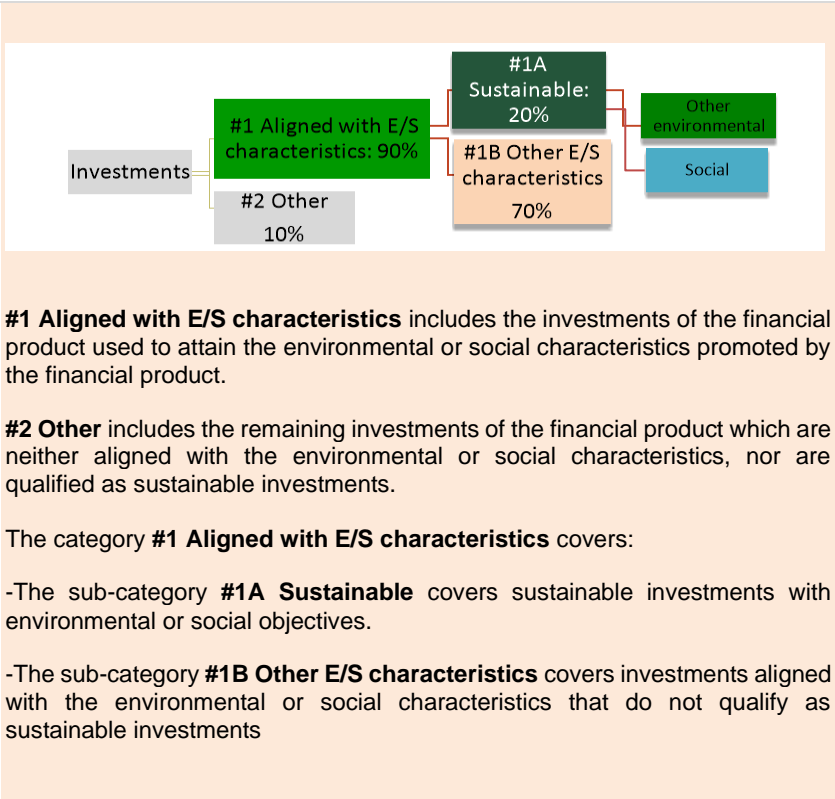 #1A
Sustainable:
20%
Other
environmental
#1 Aligned with E/S
characteristics: 90%
#1B Other E/S
characteristics
70%
Social
Investments
#2 Other
10%
#1 Aligned with E/S characteristics includes the investments of the financial
product used to attain the environmental or social characteristics promoted by
the financial product.
#2 Other includes the remaining investments of the financial product which are
neither aligned with the environmental or social characteristics, nor are
qualified as sustainable investments.
The category #1 Aligned with E/S characteristics covers:
-The sub-category #1A Sustainable covers sustainable investments with
environmental or social objectives.
-The sub-category #1B Other E/S characteristics covers investments aligned
with the environmental or social characteristics that do not qualify as
sustainable investments